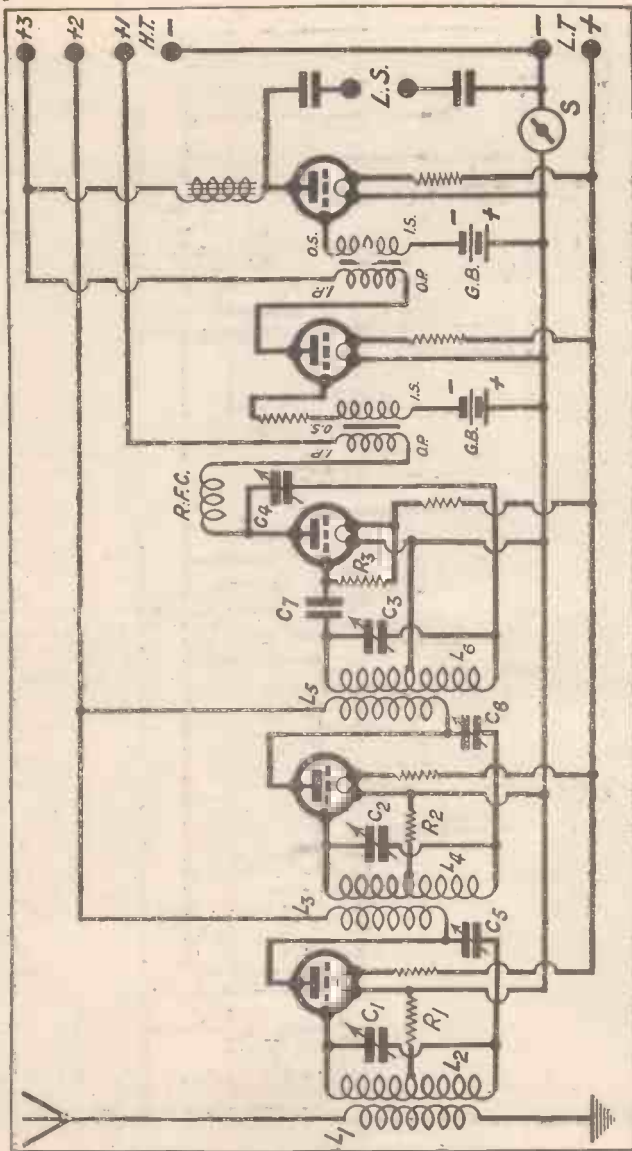 +3
+2
+1
H.T.
-
L.S.
-
L.T
+
S
O.S.
I.S.
I.P.
O.P.
-
+
G.B.
O.S.
I.S.
I.P.
O.P.
-
+
G.B.
R.F.C.
C4
R3
C7
C3
L6
L5
C6
C2
R2
L4
L3
C5
C1
R1
L2
L1